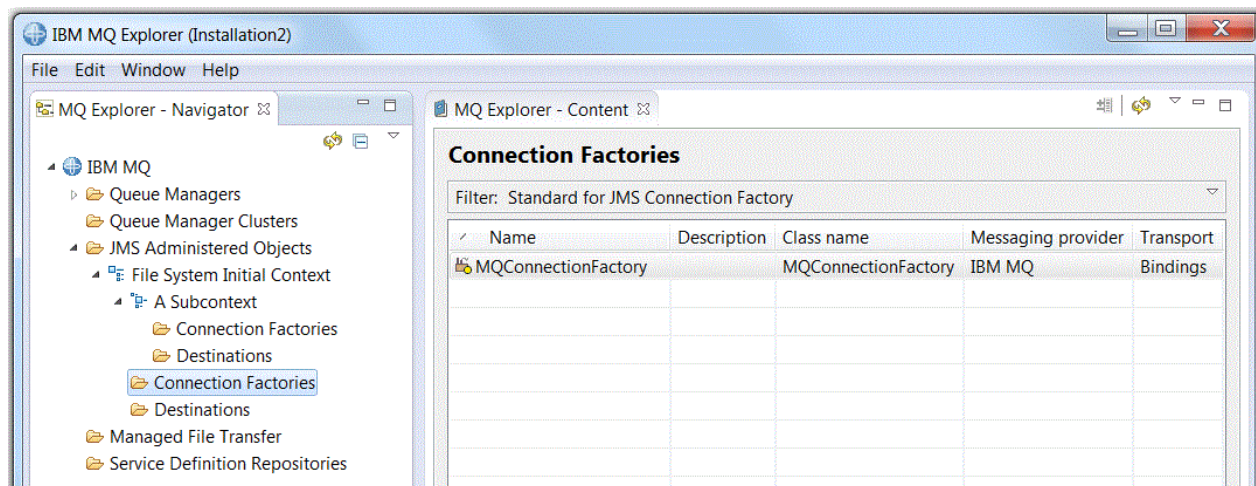 IBM MQ Explorer (Installation2)
File Edit Window Help
MQ Explorer - Navigator
IBM MQ
Queue Managers
Queue Manager Clusters
JMS Administered Objects
File System Initial Context
A Subcontext
Connection Factories
Destinations
Connection Factories
Destinations
Managed File Transfer
Service Definition Repositories
MQ Explorer - Content
Connection Factories
Filter: Standard for JMS Connection Factory
Name Description Class name Messaging provider Transport
MQConnectionFactory MQConnectionFactory IBM MQ Bindings